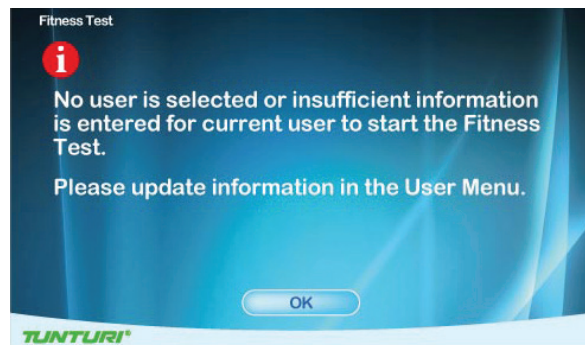 Fitness Test
i
No user is selected or insufficient information
is entered for current user to start the Fitness
Test.
Please update information in the User Menu.
OK
TUNTURI®